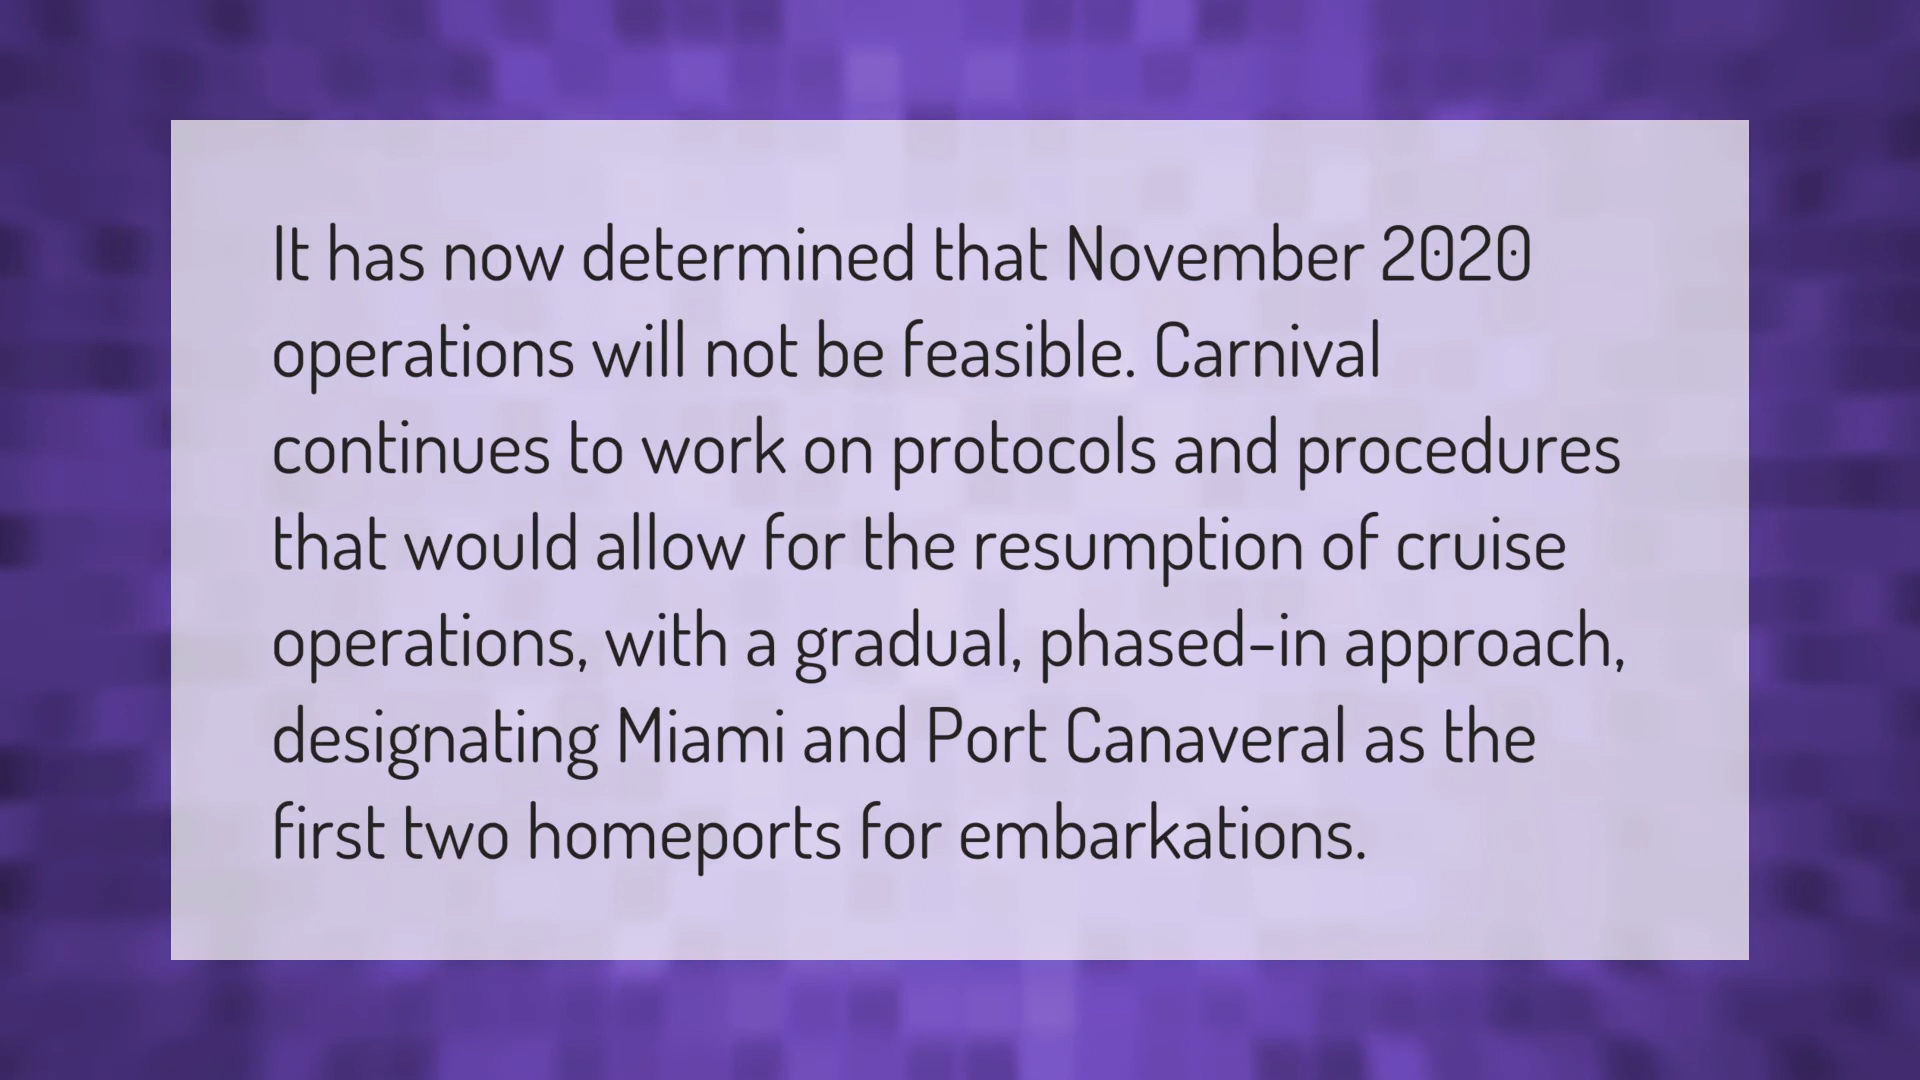 It has now determined that November 2020
operations will not be feasible. Carnival
continues to work on protocols and procedures
that would allow for the resumption of cruise
operations, with a gradual, phased-in approach,
designating Miami and Port Canaveral as the
first two homeports for embarkations.